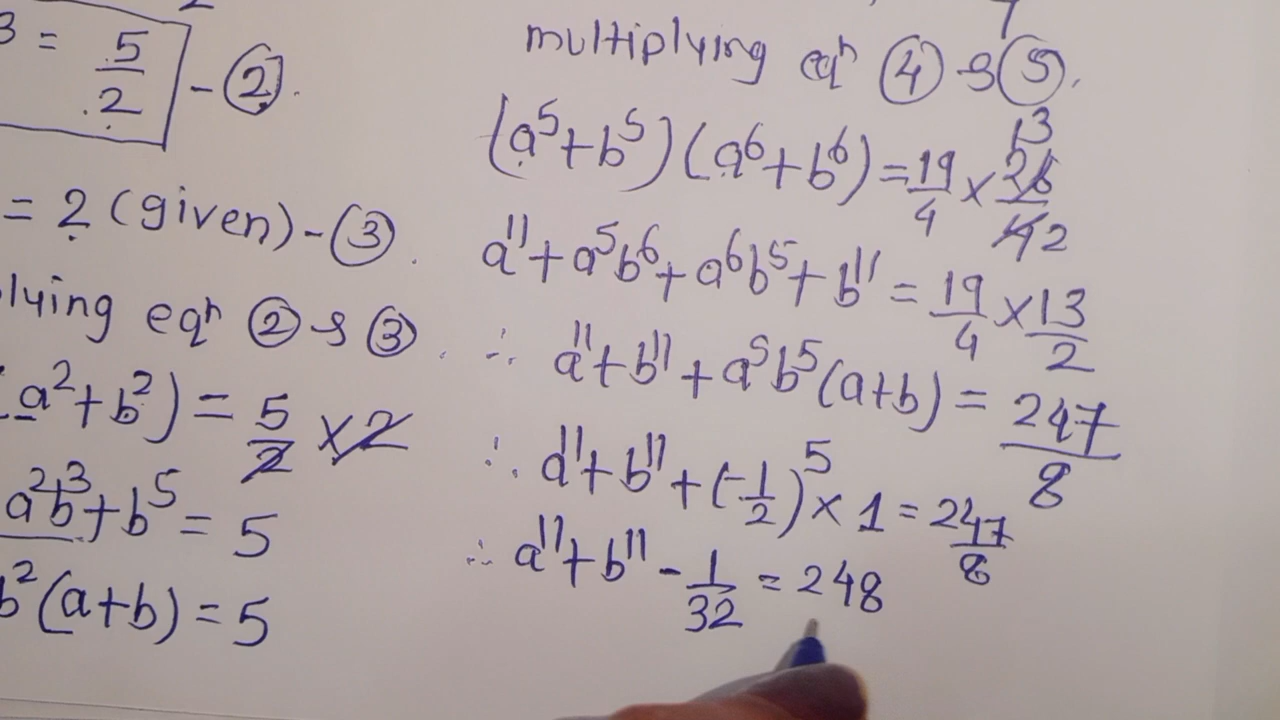 3 = 5/2 - ②.
= 2 (given) - ③.
lying eqⁿ ② & ③.
a² + b²) = 5/2 × 2
a²b³ + b⁵ = 5
b²(a+b) = 5
multiplying eqⁿ ④ & ⑤.
(a⁵+b⁵)(a⁶+b⁶) = 19/4 × 26/4 13 2
a¹¹ + a⁵b⁶ + a⁶b⁵ + b¹¹ = 19/4 × 13/2
∴ a¹¹ + b¹¹ + a⁵b⁵(a+b) = 247/8
∴ a¹¹ + b¹¹ + (-1/2)⁵ × 1 = 247/8
∴ a¹¹ + b¹¹ - 1/32 = 248